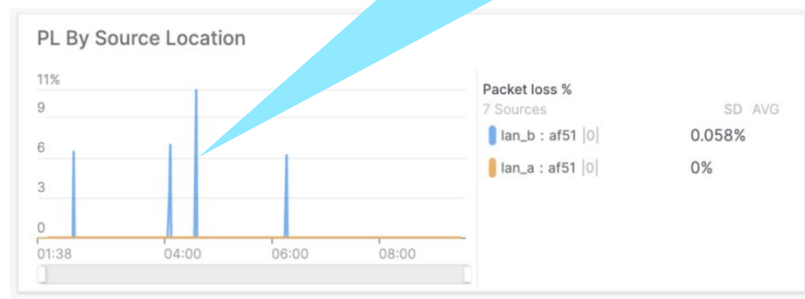 PL By Source Location
11%
9
6
3
0
01:38 04:00 06:00 08:00
Packet loss %
7 Sources SD AVG
lan_b : af51 |0| 0.058%
lan_a : af51 |0| 0%